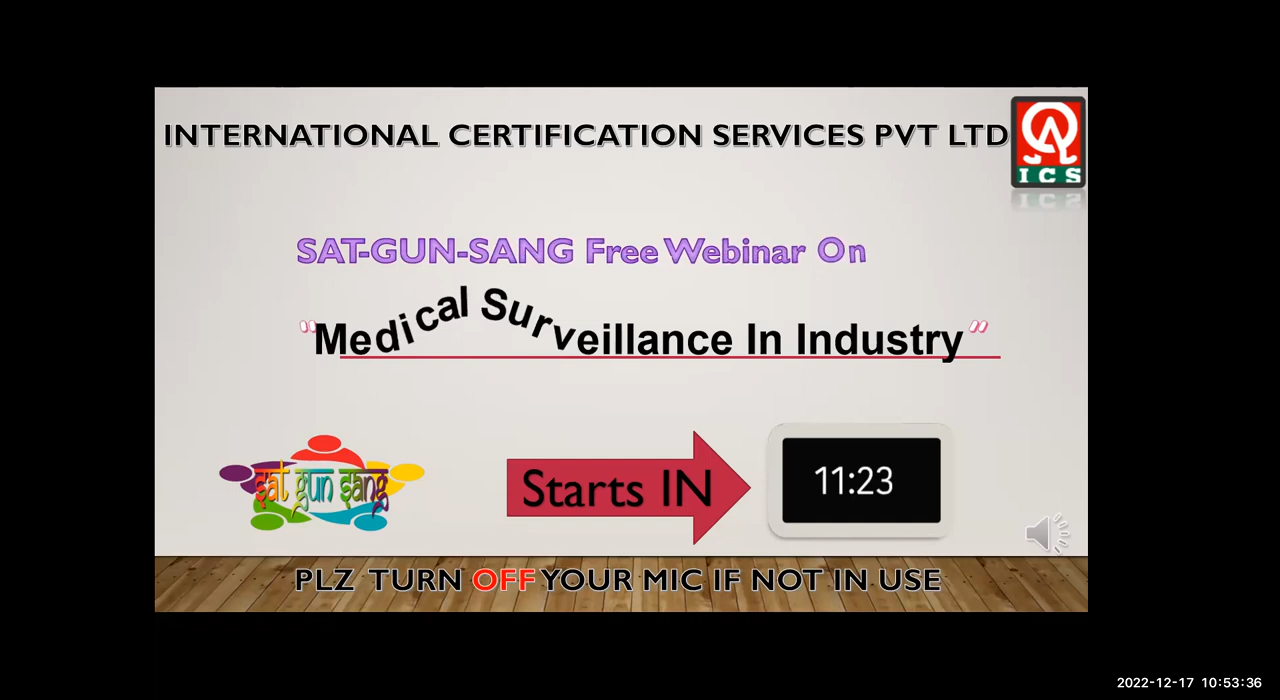 INTERNATIONAL CERTIFICATION SERVICES PVT LTD
ICS
SAT-GUN-SANG Free Webinar On
"Medical Surveillance In Industry"
sat gun sang
Starts IN
11:23
PLZ TURN OFF YOUR MIC IF NOT IN USE
2022-12-17 10:53:36